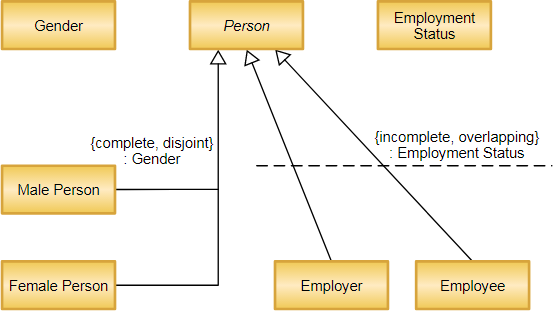 Gender
Person
Employment
Status
{complete, disjoint}
: Gender
{incomplete, overlapping}
: Employment Status
Male Person
Female Person
Employer
Employee